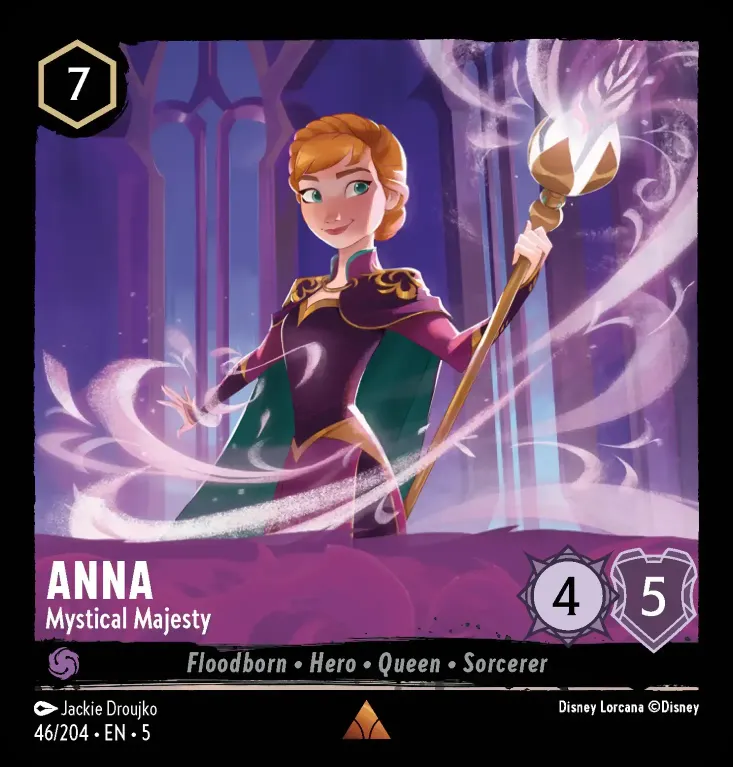 7
ANNA
Mystical Majesty
4
5
Floodborn • Hero • Queen • Sorcerer
Jackie Droujko
Disney Lorcana ©Disney
46/204 • EN • 5